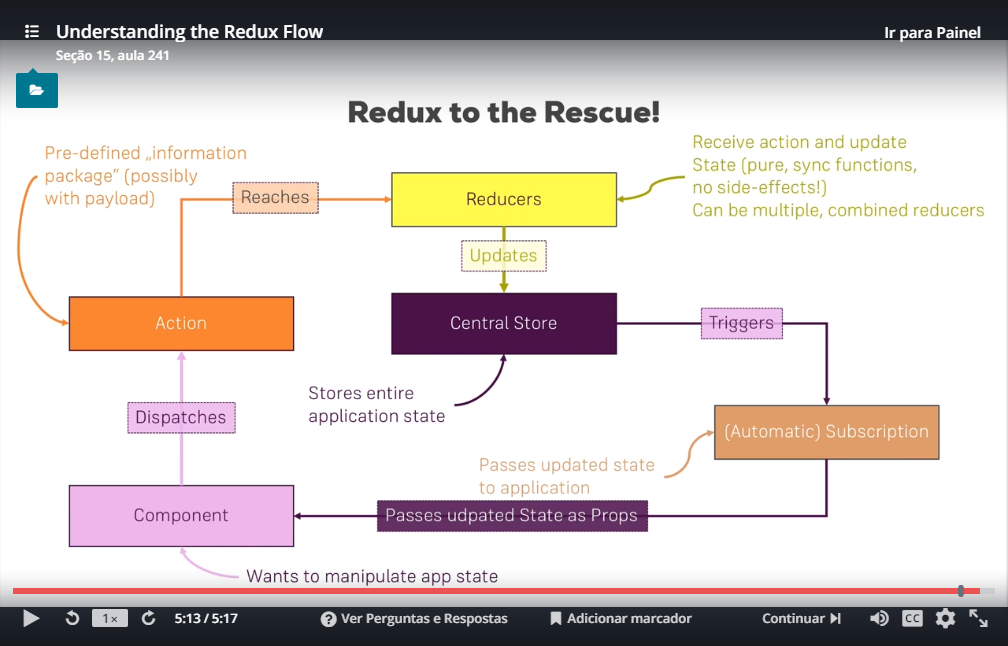 Understanding the Redux Flow
Ir para Painel
Seção 15, aula 241
Redux to the Rescue!
Pre-defined „information
package“ (possibly
with payload)
Reaches
Reducers
Receive action and update
State (pure, sync functions,
no side-effects!)
Can be multiple, combined reducers
Updates
Action
Central Store
Triggers
Stores entire
application state
Dispatches
(Automatic) Subscription
Passes updated state
to application
Component
Passes udpated State as Props
Wants to manipulate app state
1×
5:13 / 5:17
? Ver Perguntas e Respostas
Adicionar marcador
Continuar
CC